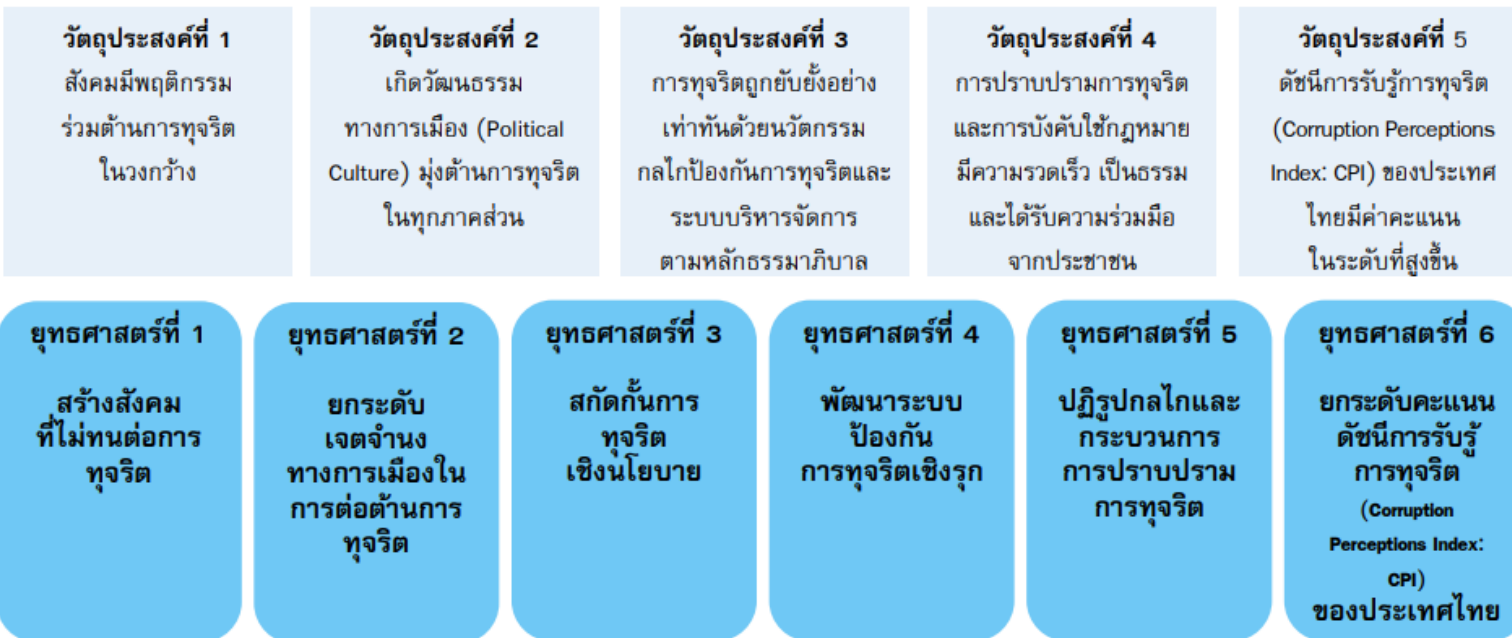 วัตถุประสงค์ที่ 1
สังคมมีพฤติกรรม
ร่วมต้านการทุจริต
ในวงกว้าง
วัตถุประสงค์ที่ 2
เกิดวัฒนธรรม
ทางการเมือง (Political
Culture) มุ่งต้านการทุจริต
ในทุกภาคส่วน
วัตถุประสงค์ที่ 3
การทุจริตถูกยับยั้งอย่าง
เท่าทันด้วยนวัตกรรม
กลไกป้องกันการทุจริตและ
ระบบบริหารจัดการ
ตามหลักธรรมาภิบาล
วัตถุประสงค์ที่ 4
การปราบปรามการทุจริต
และการบังคับใช้กฎหมาย
มีความรวดเร็ว เป็นธรรม
และได้รับความร่วมมือ
จากประชาชน
วัตถุประสงค์ที่ 5
ดัชนีการรับรู้การทุจริต
(Corruption Perceptions
Index: CPI) ของประเทศ
ไทยมีค่าคะแนน
ในระดับที่สูงขึ้น
ยุทธศาสตร์ที่ 1
สร้างสังคม
ที่ไม่ทนต่อการ
ทุจริต
ยุทธศาสตร์ที่ 2
ยกระดับ
เจตจำนง
ทางการเมืองใน
การต่อต้านการ
ทุจริต
ยุทธศาสตร์ที่ 3
สกัดกั้นการ
ทุจริต
เชิงนโยบาย
ยุทธศาสตร์ที่ 4
พัฒนาระบบ
ป้องกัน
การทุจริตเชิงรุก
ยุทธศาสตร์ที่ 5
ปฏิรูปกลไกและ
กระบวนการ
การปราบปราม
การทุจริต
ยุทธศาสตร์ที่ 6
ยกระดับคะแนน
ดัชนีการรับรู้
การทุจริต
(Corruption
Perceptions Index:
CPI)
ของประเทศไทย